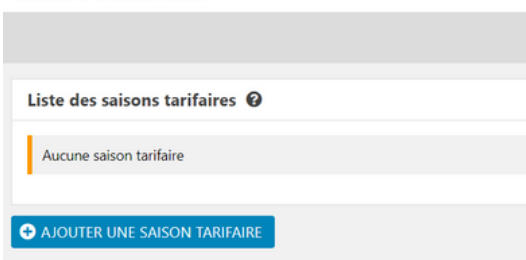 Liste des saisons tarifaires
Aucune saison tarifaire
AJOUTER UNE SAISON TARIFAIRE